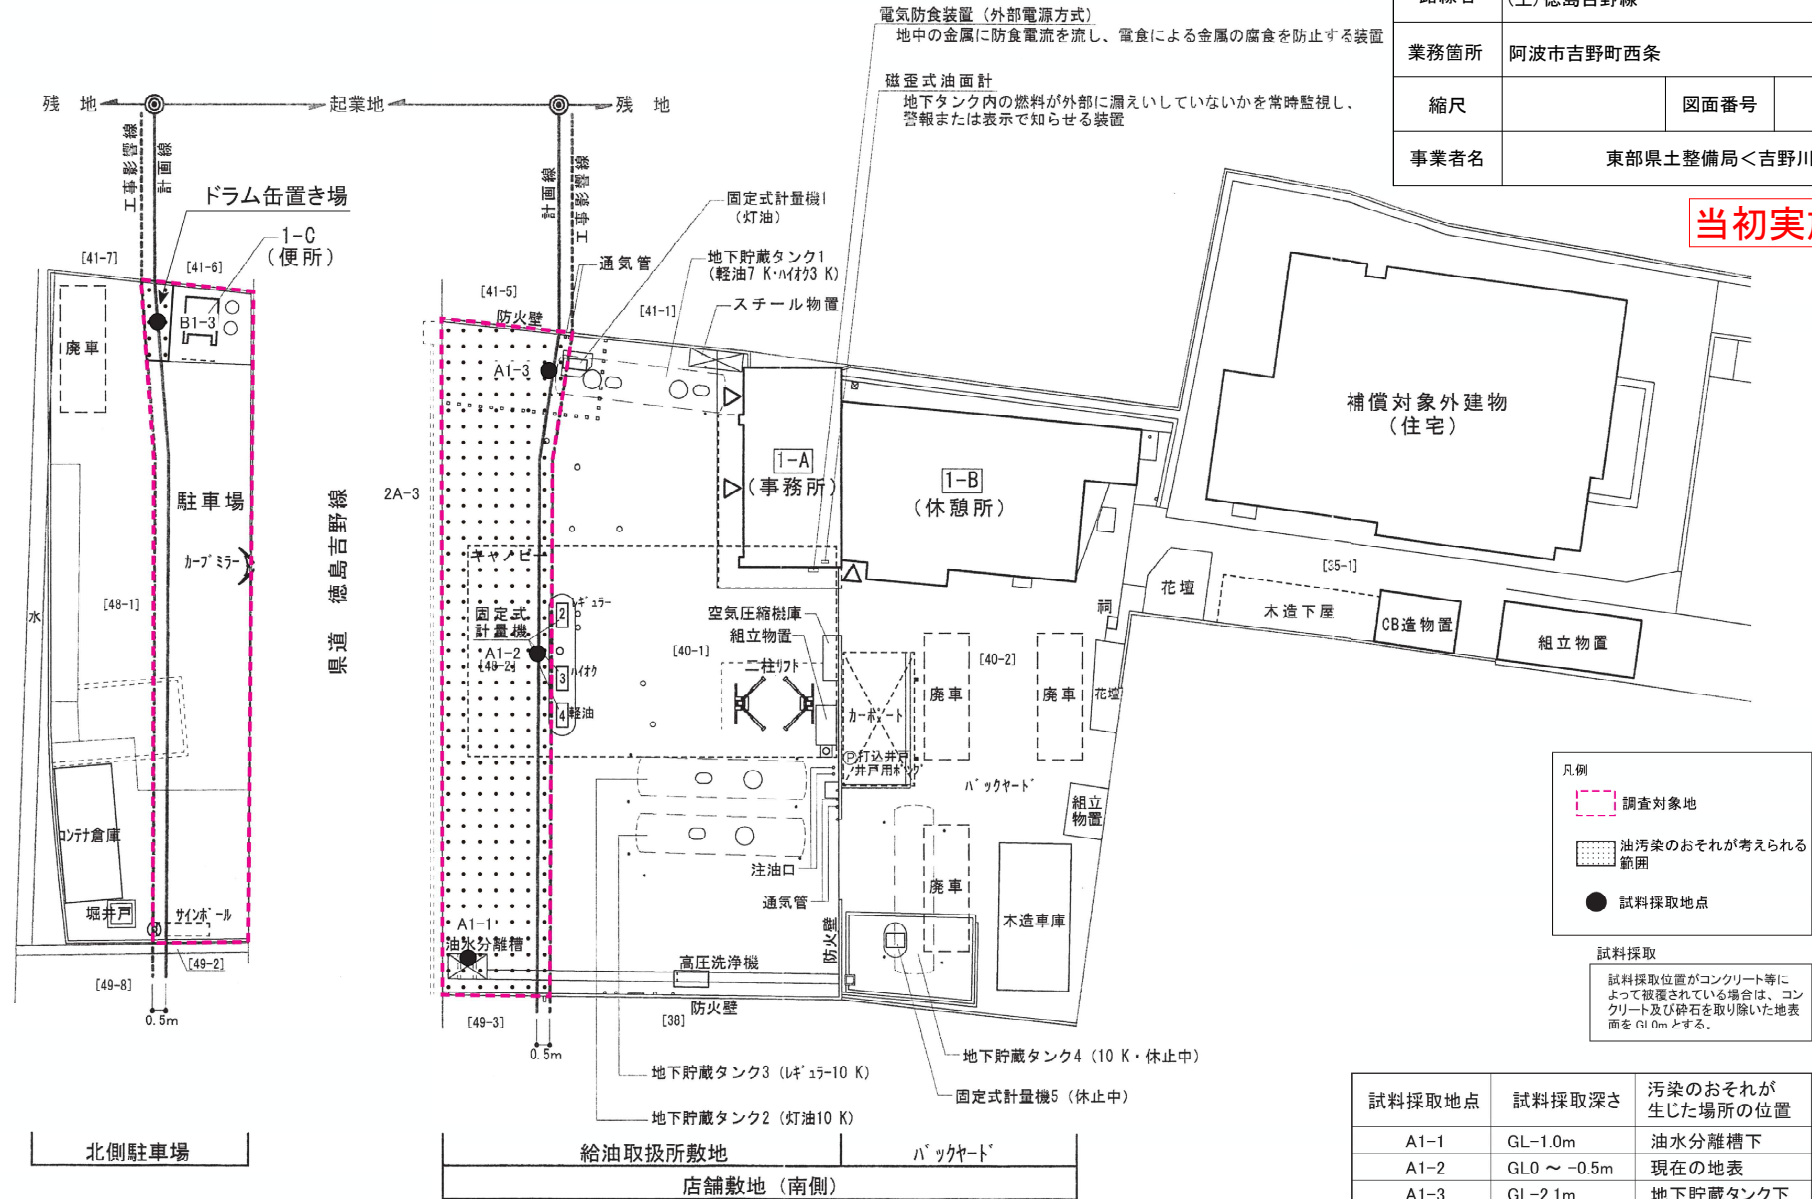 電気防食装置（外部電源方式）
地中の金属に防食電流を流し、電食による金属の腐食を防止する装置
磁歪式油面計
地下タンク内の燃料が外部に漏えいしていないかを常時監視し、
警報または表示で知らせる装置
業務箇所 阿波市吉野町西条
縮尺 図面番号
事業者名 東部県土整備局＜吉野川
残 地 起業地 残 地
工事影響線
計画線
計画線
工事影響線
ドラム缶置き場
1-C
（便所）
[41-7]
[41-6]
B1-3
廃車
駐車場
カーブミラー
[48-1]
水
コンテナ倉庫
堀井戸
サインポール
[49-2]
[49-8]
0.5m
県道 徳島吉野線
2A-3
固定式計量機1
（灯油）
通気管
地下貯蔵タンク1
（軽油7 K・ハイオク3 K）
スチール物置
[41-5]
[41-1]
防火壁
A1-3
1-A
（事務所）
1-B
（休憩所）
補償対象外建物
（住宅）
[35-1]
キャノピー
固定式
計量機
レギュラー
2
A1-2
[40-2]
3
ハイオク
4
軽油
空気圧縮機庫
組立物置
[40-1]
二柱リフト
カーポート
打込井戸
井戸用ポンプ
[40-2]
廃車
廃車
祠
花壇
花壇
木造下屋
CB造物置
組立物置
バックヤード
組立
物置
注油口
通気管
防火壁
廃車
木造車庫
A1-1
油水分離槽
高圧洗浄機
防火壁
[49-3]
[38]
0.5m
地下貯蔵タンク3（レギュラー10 K）
地下貯蔵タンク2（灯油10 K）
地下貯蔵タンク4（10 K・休止中）
固定式計量機5（休止中）
北側駐車場
給油取扱所敷地
バックヤード
店舗敷地（南側）
凡例
調査対象地
油汚染のおそれが考えられる
範囲
試料採取地点
試料採取
試料採取位置がコンクリート等に
よって被覆されている場合は、コン
クリート及び砕石を取り除いた地表
面をGL0mとする。
試料採取地点 試料採取深さ 汚染のおそれが
生じた場所の位置
A1-1 GL-1.0m 油水分離槽下
A1-2 GL0 ～ -0.5m 現在の地表
A1-3 GL-2.1m 地下貯蔵タンク下